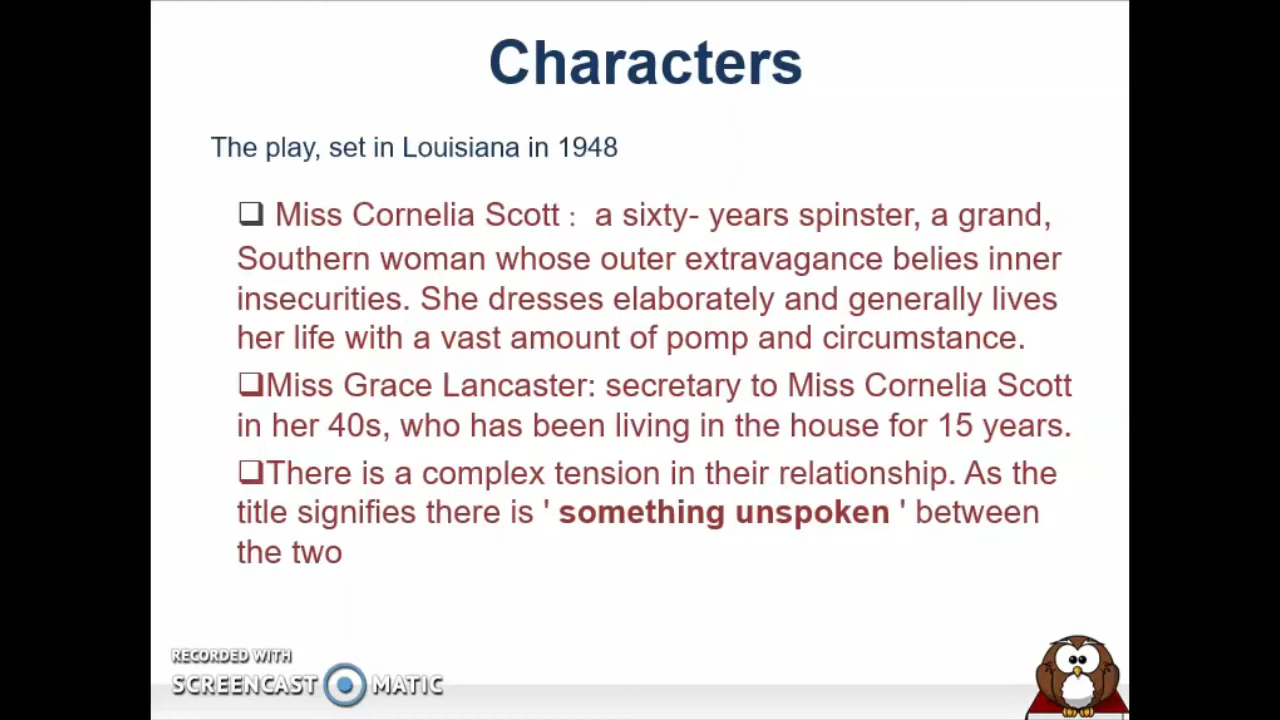 Characters
The play, set in Louisiana in 1948
Miss Cornelia Scott : a sixty- years spinster, a grand,
Southern woman whose outer extravagance belies inner
insecurities. She dresses elaborately and generally lives
her life with a vast amount of pomp and circumstance.
Miss Grace Lancaster: secretary to Miss Cornelia Scott
in her 40s, who has been living in the house for 15 years.
There is a complex tension in their relationship. As the
title signifies there is ' something unspoken ' between
the two
RECORDED WITH
SCREENCAST MATIC